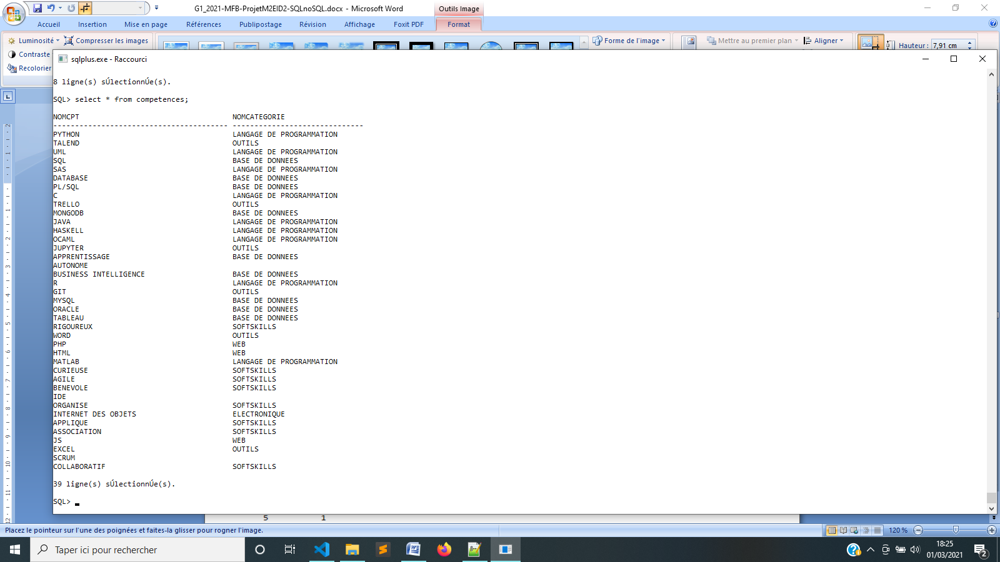 G1_2021-MFB-ProjetM2EID2-SQLnoSQL.docx - Microsoft Word
Outils Image
Accueil Insertion Mise en page Références Publipostage Révision Affichage Foxit PDF Format
Luminosité Compresser les images Forme de l'image Mettre au premier plan Aligner
Contraste Hauteur : 7,91 cm
Recolorier
sqlplus.exe - Raccourci
8 ligne(s) sÚlectionnÚe(s).
SQL> select * from competences;
NOMCPT NOMCATEGORIE
---------------------------------------- ------------------------------
PYTHON LANGAGE DE PROGRAMMATION
TALEND OUTILS
UML LANGAGE DE PROGRAMMATION
SQL BASE DE DONNEES
SAS LANGAGE DE PROGRAMMATION
DATABASE BASE DE DONNEES
PL/SQL BASE DE DONNEES
C LANGAGE DE PROGRAMMATION
TRELLO OUTILS
MONGODB BASE DE DONNEES
JAVA LANGAGE DE PROGRAMMATION
HASKELL LANGAGE DE PROGRAMMATION
OCAML LANGAGE DE PROGRAMMATION
JUPYTER OUTILS
APPRENTISSAGE BASE DE DONNEES
AUTONOME
BUSINESS INTELLIGENCE BASE DE DONNEES
R LANGAGE DE PROGRAMMATION
GIT OUTILS
MYSQL BASE DE DONNEES
ORACLE BASE DE DONNEES
TABLEAU BASE DE DONNEES
RIGOUREUX SOFTSKILLS
WORD OUTILS
PHP WEB
HTML WEB
MATLAB LANGAGE DE PROGRAMMATION
CURIEUSE SOFTSKILLS
AGILE SOFTSKILLS
BENEVOLE SOFTSKILLS
IDE
ORGANISE SOFTSKILLS
INTERNET DES OBJETS ELECTRONIQUE
APPLIQUE SOFTSKILLS
ASSOCIATION SOFTSKILLS
JS WEB
EXCEL OUTILS
SCRUM
COLLABORATIF SOFTSKILLS
39 ligne(s) sÚlectionnÚe(s).
SQL>
5 1
Placez le pointeur sur l'une des poignées et faites-la glisser pour rogner l'image. 120 %
Taper ici pour rechercher
18:25
01/03/2021
2